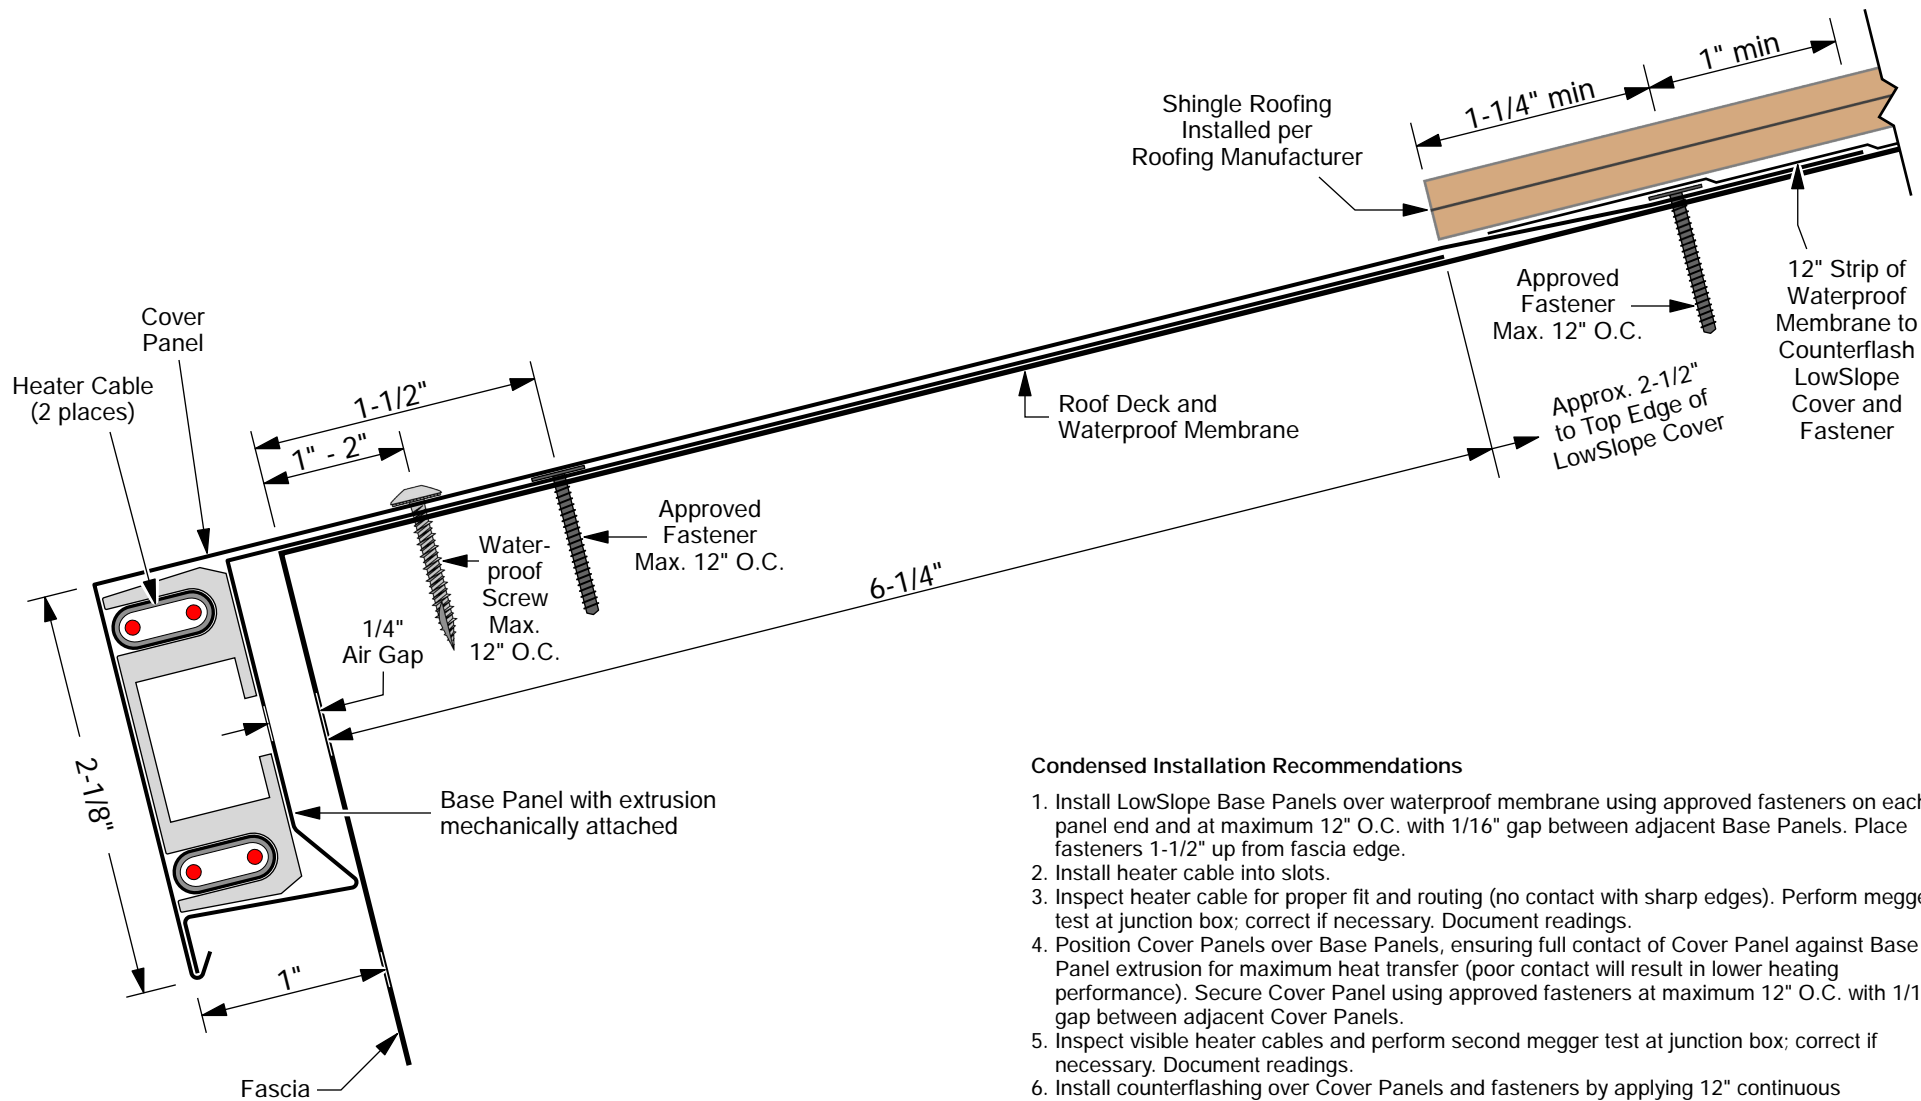 1" min
1-1/4" min
Shingle Roofing
Installed per
Roofing Manufacturer
Approved
Fastener
Max. 12" O.C.
12" Strip of
Waterproof
Membrane to
Counterflash
LowSlope
Cover and
Fastener
Cover
Panel
Heater Cable
(2 places)
1-1/2"
1" - 2"
Roof Deck and
Waterproof Membrane
Approx. 2-1/2"
to Top Edge of
LowSlope Cover
Approved
Fastener
Max. 12" O.C.
Water-
proof
Screw
Max.
12" O.C.
6-1/4"
1/4"
Air Gap
2-1/8"
Base Panel with extrusion
mechanically attached
1"
Fascia
Condensed Installation Recommendations
1. Install LowSlope Base Panels over waterproof membrane using approved fasteners on each
panel end and at maximum 12" O.C. with 1/16" gap between adjacent Base Panels. Place
fasteners 1-1/2" up from fascia edge.
2. Install heater cable into slots.
3. Inspect heater cable for proper fit and routing (no contact with sharp edges). Perform megge
test at junction box; correct if necessary. Document readings.
4. Position Cover Panels over Base Panels, ensuring full contact of Cover Panel against Base
Panel extrusion for maximum heat transfer (poor contact will result in lower heating
performance). Secure Cover Panel using approved fasteners at maximum 12" O.C. with 1/1
gap between adjacent Cover Panels.
5. Inspect visible heater cables and perform second megger test at junction box; correct if
necessary. Document readings.
6. Install counterflashing over Cover Panels and fasteners by applying 12" continuous